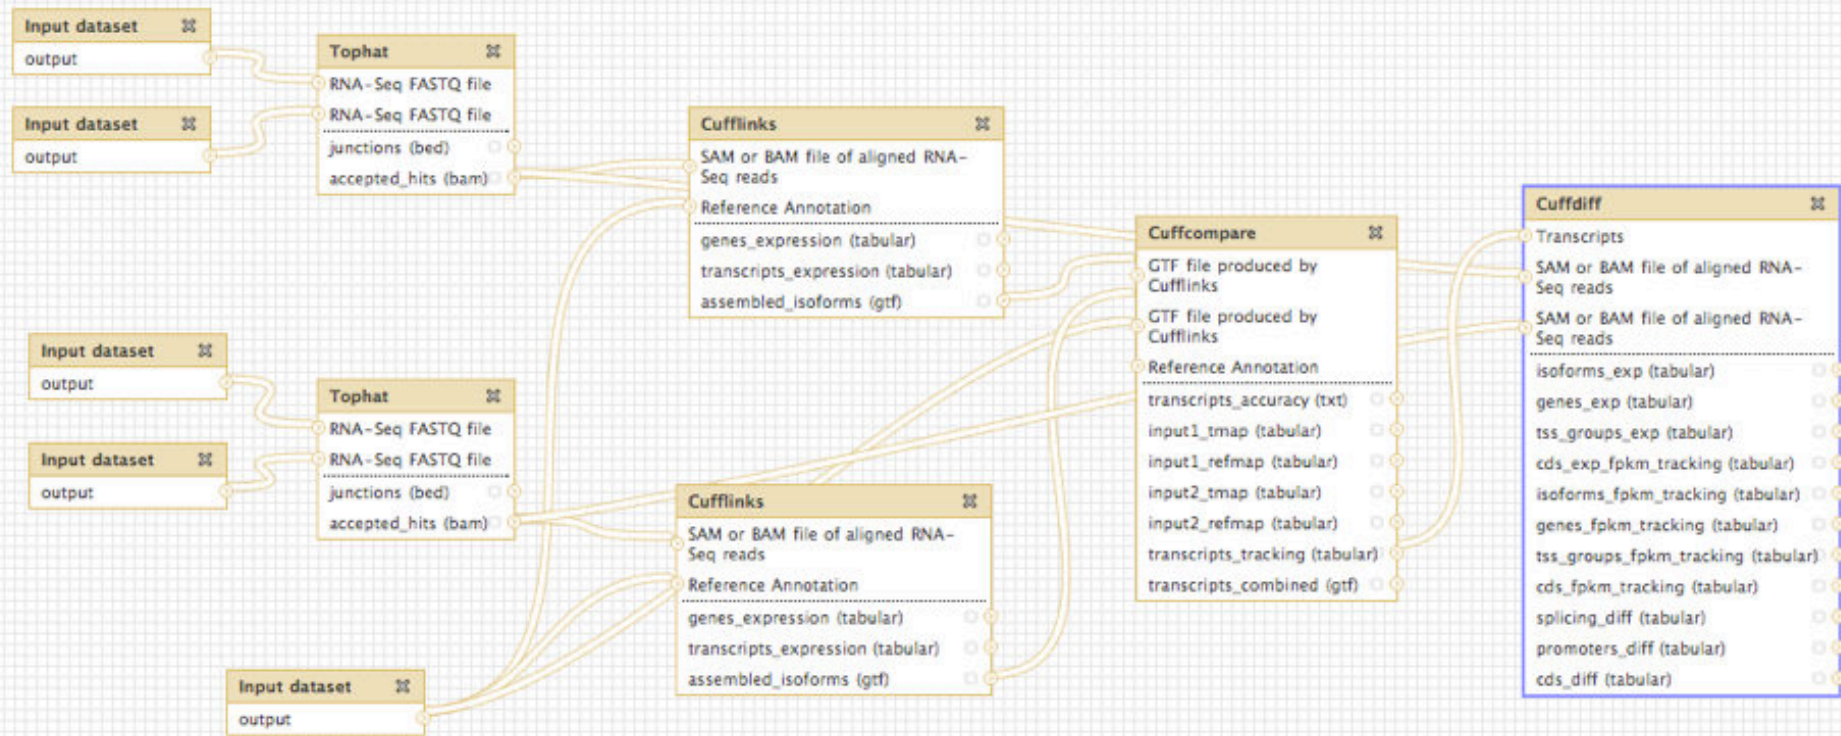 Input dataset
output
Input dataset
output
Tophat
RNA-Seq FASTQ file
RNA-Seq FASTQ file
junctions (bed)
accepted_hits (bam)
Input dataset
output
Input dataset
output
Tophat
RNA-Seq FASTQ file
RNA-Seq FASTQ file
junctions (bed)
accepted_hits (bam)
Input dataset
output
Cufflinks
SAM or BAM file of aligned RNA-
Seq reads
Reference Annotation
genes_expression (tabular)
transcripts_expression (tabular)
assembled_isoforms (gtf)
Cufflinks
SAM or BAM file of aligned RNA-
Seq reads
Reference Annotation
genes_expression (tabular)
transcripts_expression (tabular)
assembled_isoforms (gtf)
Cuffcompare
GTF file produced by
Cufflinks
GTF file produced by
Cufflinks
Reference Annotation
transcripts_accuracy (txt)
input1_tmap (tabular)
input1_refmap (tabular)
input2_tmap (tabular)
input2_refmap (tabular)
transcripts_tracking (tabular)
transcripts_combined (gtf)
Cuffdiff
Transcripts
SAM or BAM file of aligned RNA-
Seq reads
SAM or BAM file of aligned RNA-
Seq reads
isoforms_exp (tabular)
genes_exp (tabular)
tss_groups_exp (tabular)
cds_exp_fpkm_tracking (tabular)
isoforms_fpkm_tracking (tabular)
genes_fpkm_tracking (tabular)
tss_groups_fpkm_tracking (tabular)
cds_fpkm_tracking (tabular)
splicing_diff (tabular)
promoters_diff (tabular)
cds_diff (tabular)